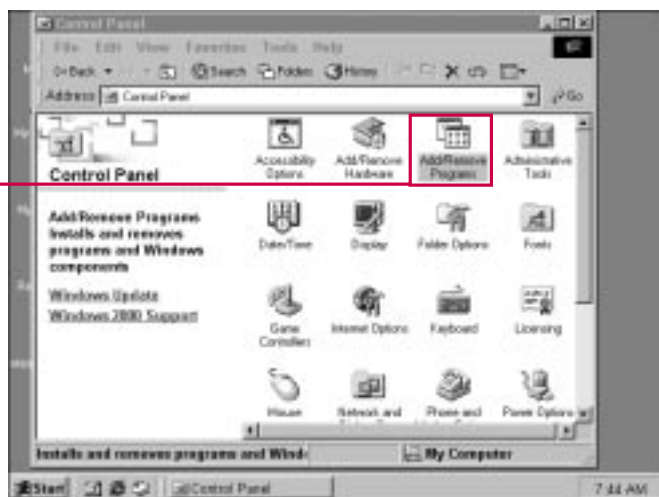 Control Panel
File Edit View Favorites Tools Help
Back Search Folders History
Address Control Panel Go
Control Panel
Add/Remove Programs
Installs and removes
programs and Windows
components
Windows Update
Windows 2000 Support
Accessibility
Options
Add/Remove
Hardware
Add/Remove
Programs
Administrative
Tools
Date/Time
Display
Folder Options
Fonts
Game
Controllers
Internet Options
Keyboard
Licensing
Mouse
Network and
Phone and
Power Options
Installs and removes programs and Wind
My Computer
Start Control Panel 7:44 AM